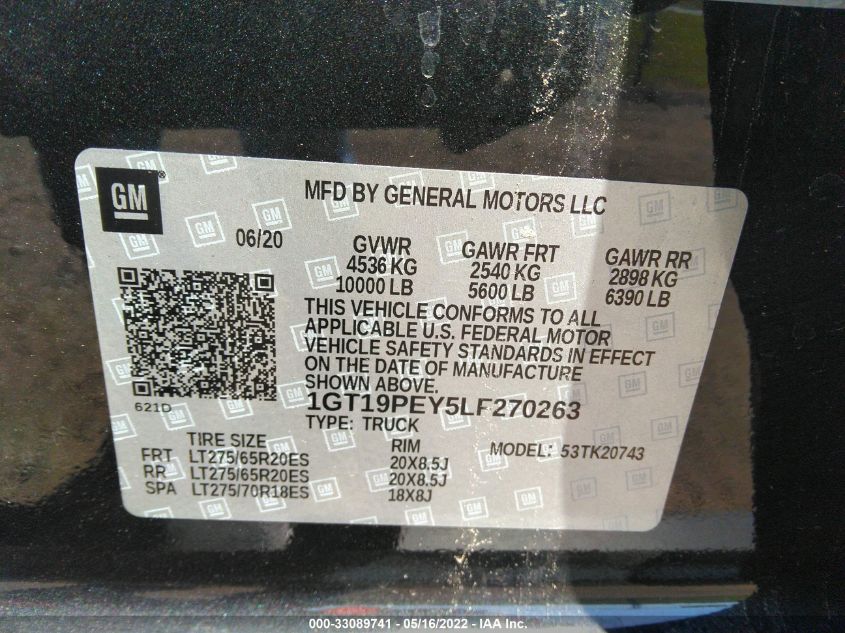 GM
MFD BY GENERAL MOTORS LLC
06/20 GVWR GAWR FRT GAWR RR
4536 KG 2540 KG 2898 KG
10000 LB 5600 LB 6390 LB
THIS VEHICLE CONFORMS TO ALL
APPLICABLE U.S. FEDERAL MOTOR
VEHICLE SAFETY STANDARDS IN EFFECT
ON THE DATE OF MANUFACTURE
SHOWN ABOVE.
621D 1GT19PEY5LF270263
TYPE: TRUCK
TIRE SIZE RIM MODEL: 53TK20743
FRT LT275/65R20ES 20X8.5J
RR LT275/65R20ES 20X8.5J
SPA LT275/70R18ES 18X8J
000-33089741 - 05/16/2022 - IAA Inc.